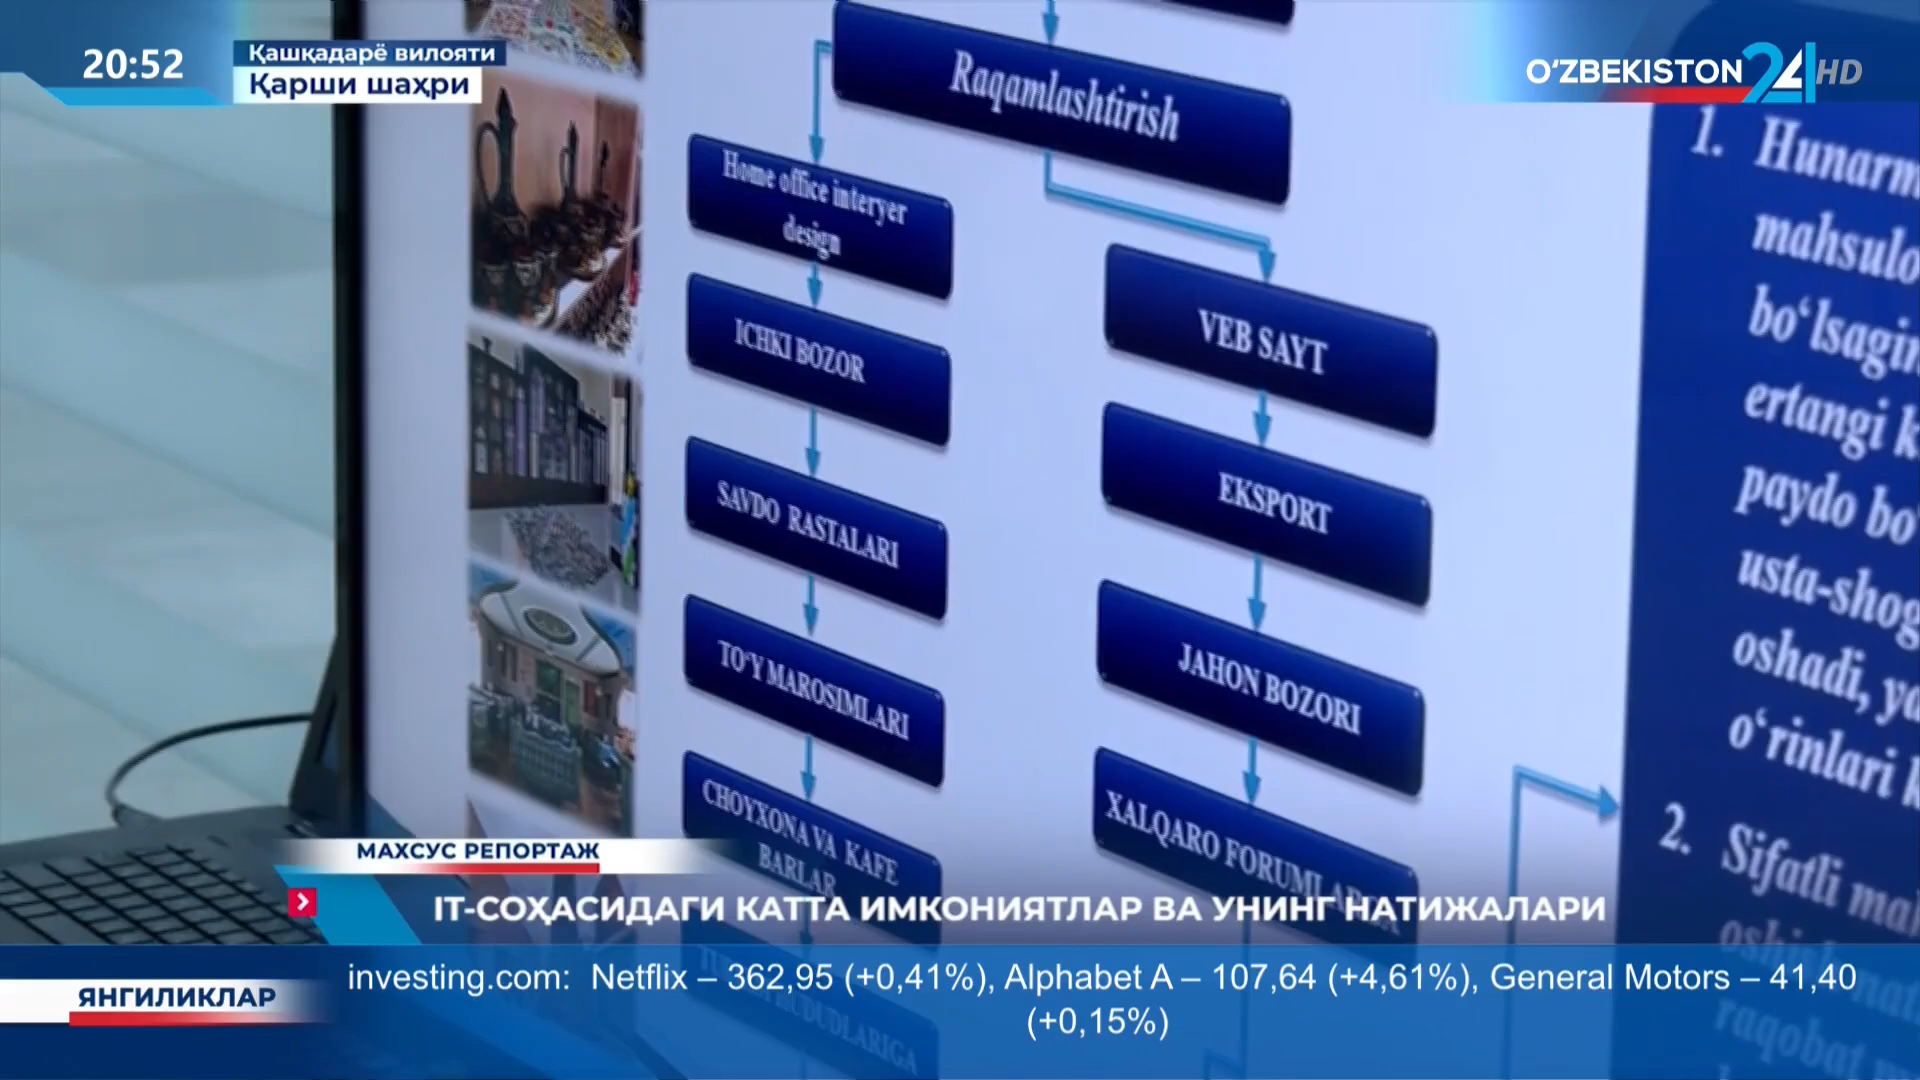 20:52
Қашқадарё вилояти
Қарши шаҳри
O‘ZBEKISTON 24 HD
Raqamlashtirish
Home office interyer
design
ICHKI BOZOR
SAVDO RASTALARI
TO‘Y MAROSIMLARI
CHOYXONA VA KAFE
BARLAR
VEB SAYT
EKSPORT
JAHON BOZORI
XALQARO FORUMLARDA
1. Hunarm
mahsulo
bo‘lsagin
ertangi k
paydo bo‘
usta-shog
oshadi, ya
o‘rinlari k
2. Sifatli mah
raqobat
МАХСУС РЕПОРТАЖ
IT-СОҲАСИДАГИ КАТТА ИМКОНИЯТЛАР ВА УНИНГ НАТИЖАЛАРИ
ЯНГИЛИКЛАР
investing.com: Netflix – 362,95 (+0,41%), Alphabet A – 107,64 (+4,61%), General Motors – 41,40
(+0,15%)